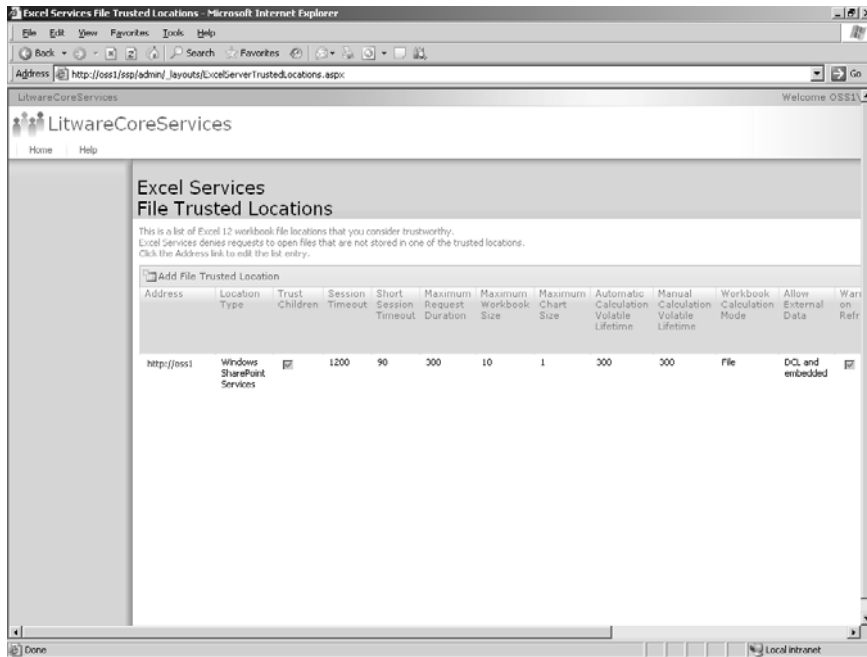 Excel Services File Trusted Locations - Microsoft Internet Explorer
File Edit View Favorites Tools Help
Back Search Favorites
Address http://oss1/ssp/admin/_layouts/ExcelServerTrustedLocations.aspx Go
LitwareCoreServices Welcome OSS1\
LitwareCoreServices
Home Help
Excel Services
File Trusted Locations
This is a list of Excel 12 workbook file locations that you consider trustworthy.
Excel Services denies requests to open files that are not stored in one of the trusted locations.
Click the Address link to edit the list entry.
Add File Trusted Location
Address Location Trust Session Short Maximum Maximum Maximum Automatic Manual Workbook Allow Warn
Type Children Timeout Session Request Workbook Chart Calculation Calculation Calculation External on
Timeout Duration Size Size Volatile Volatile Mode Data Refr
Lifetime Lifetime
http://oss1 Windows 1200 90 300 10 1 300 300 File DCL and
SharePoint embedded
Services
Done Local intranet